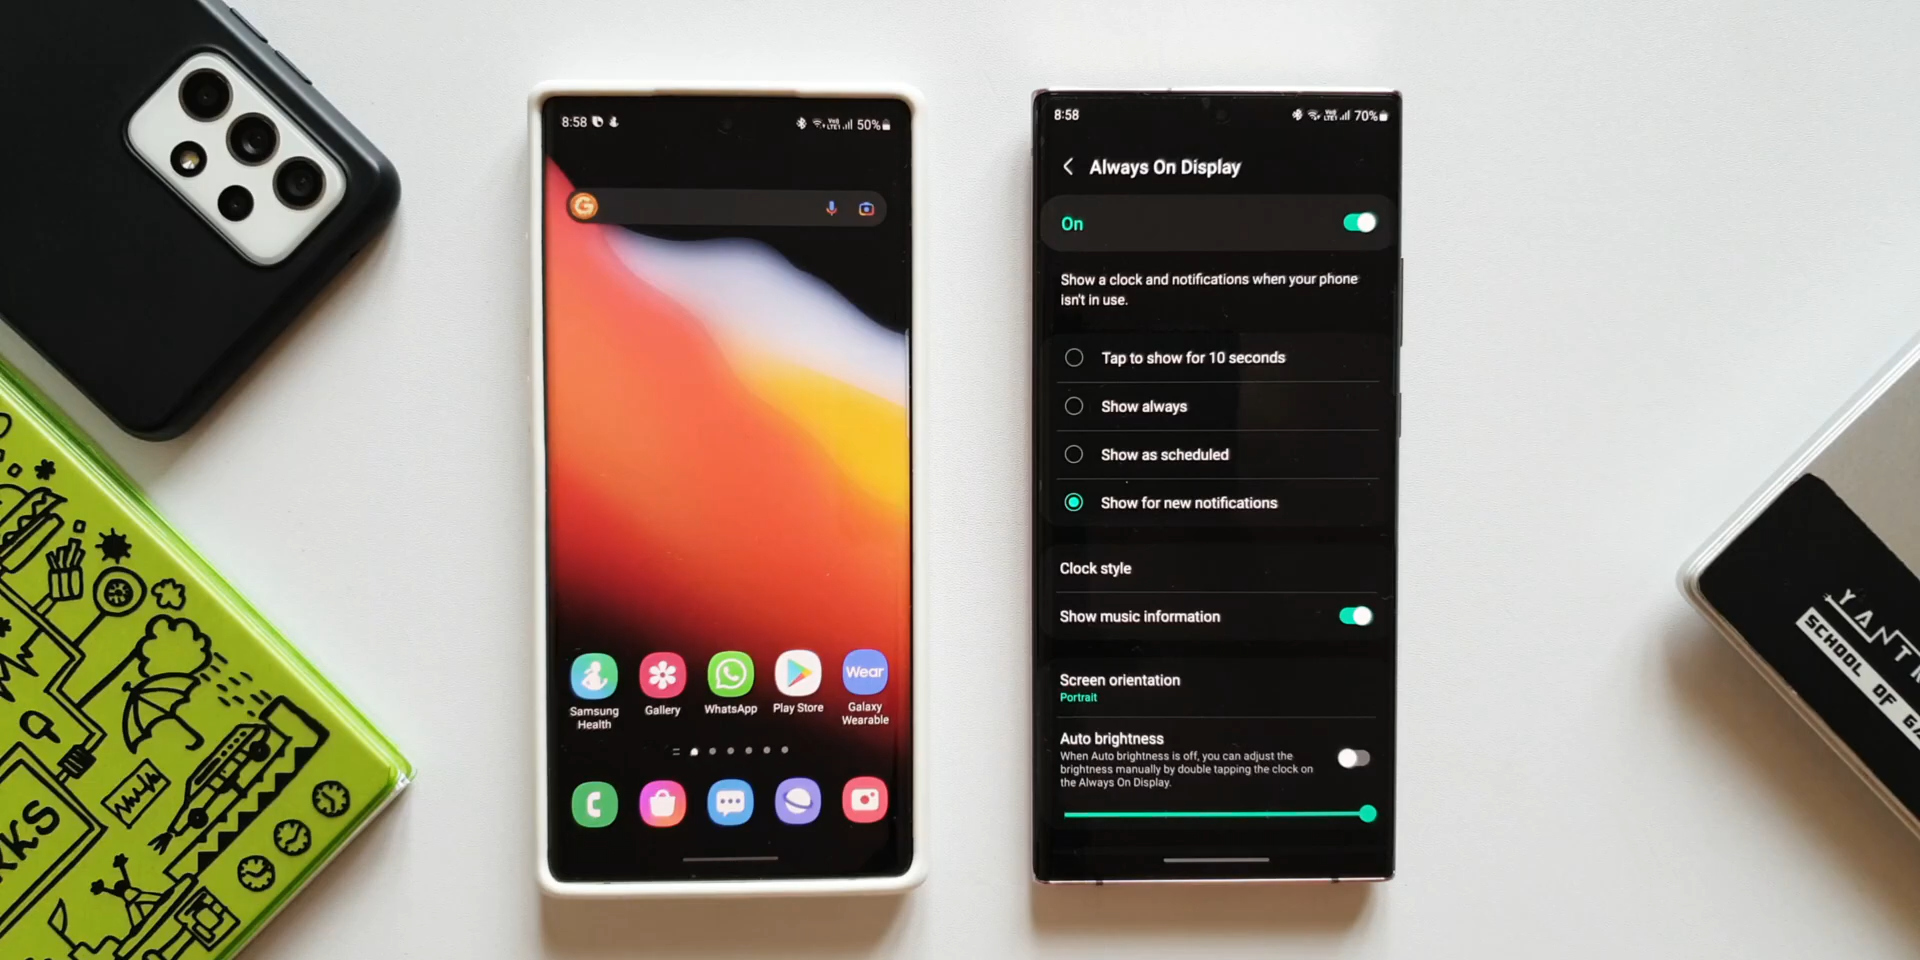 8:58
50%
Wear
Samsung
Health
Gallery
WhatsApp
Play Store
Galaxy
Wearable
8:58
70%
Always On Display
On
Show a clock and notifications when your phone
isn't in use.
Tap to show for 10 seconds
Show always
Show as scheduled
Show for new notifications
Clock style
Show music information
Screen orientation
Portrait
Auto brightness
When Auto brightness is off, you can adjust the
brightness manually by double tapping the clock on
the Always On Display.
SCHOOL OF